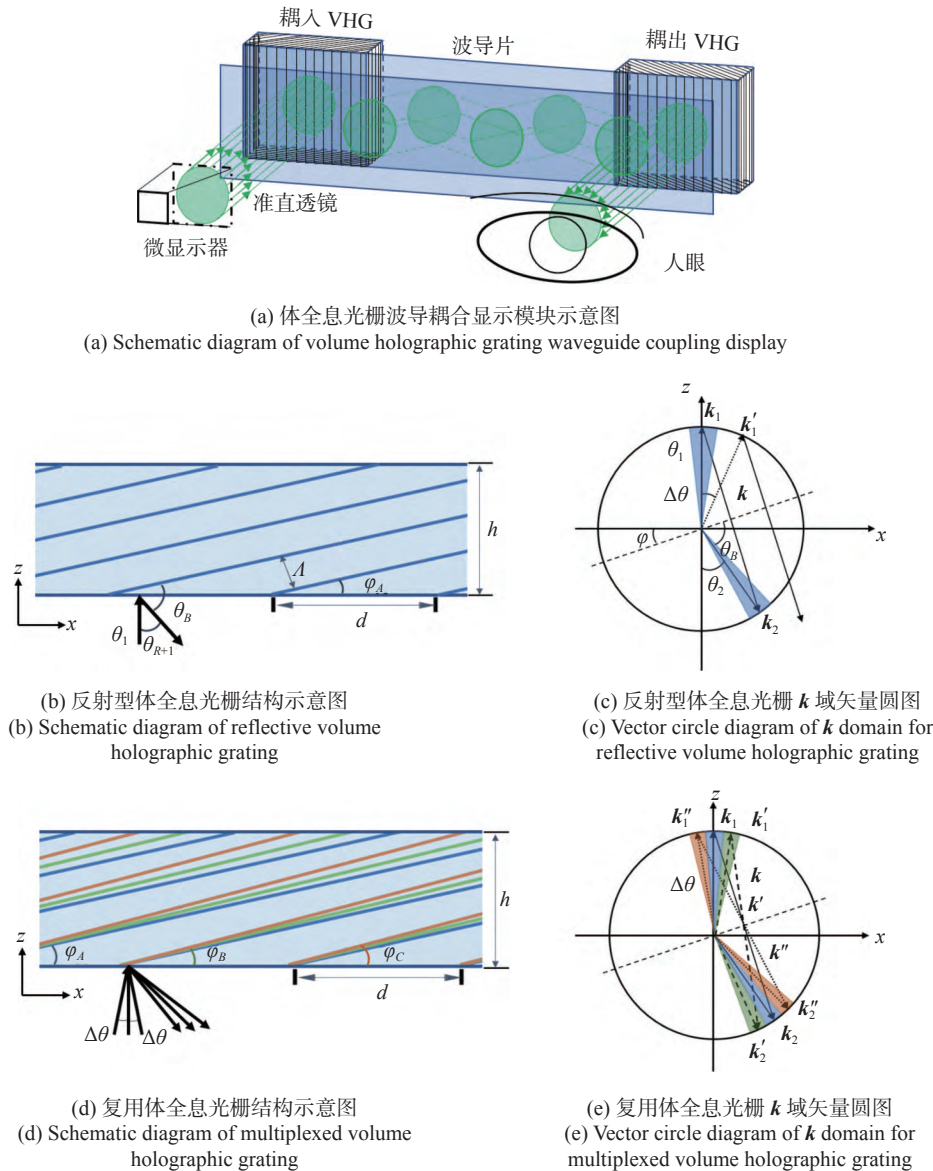 耦入 VHG
波导片
耦出 VHG
准直透镜
微显示器
人眼
(a) 体全息光栅波导耦合显示模块示意图
(a) Schematic diagram of volume holographic grating waveguide coupling display
z
x
θ₁
θR+1
θB
Λ
φA
d
h
(b) 反射型体全息光栅结构示意图
(b) Schematic diagram of reflective volume
holographic grating
z
k₁
k₁′
θ₁
Δθ
k
φ
θB
θ₂
k₂
x
(c) 反射型体全息光栅 k 域矢量圆图
(c) Vector circle diagram of k domain for
reflective volume holographic grating
z
x
φA
φB
φC
d
h
Δθ
Δθ
(d) 复用体全息光栅结构示意图
(d) Schematic diagram of multiplexed volume
holographic grating
z
k₁″
k₁
k₁′
Δθ
k
k′
k″
x
k₂″
k₂
k₂′
(e) 复用体全息光栅 k 域矢量圆图
(e) Vector circle diagram of k domain for
multiplexed volume holographic grating